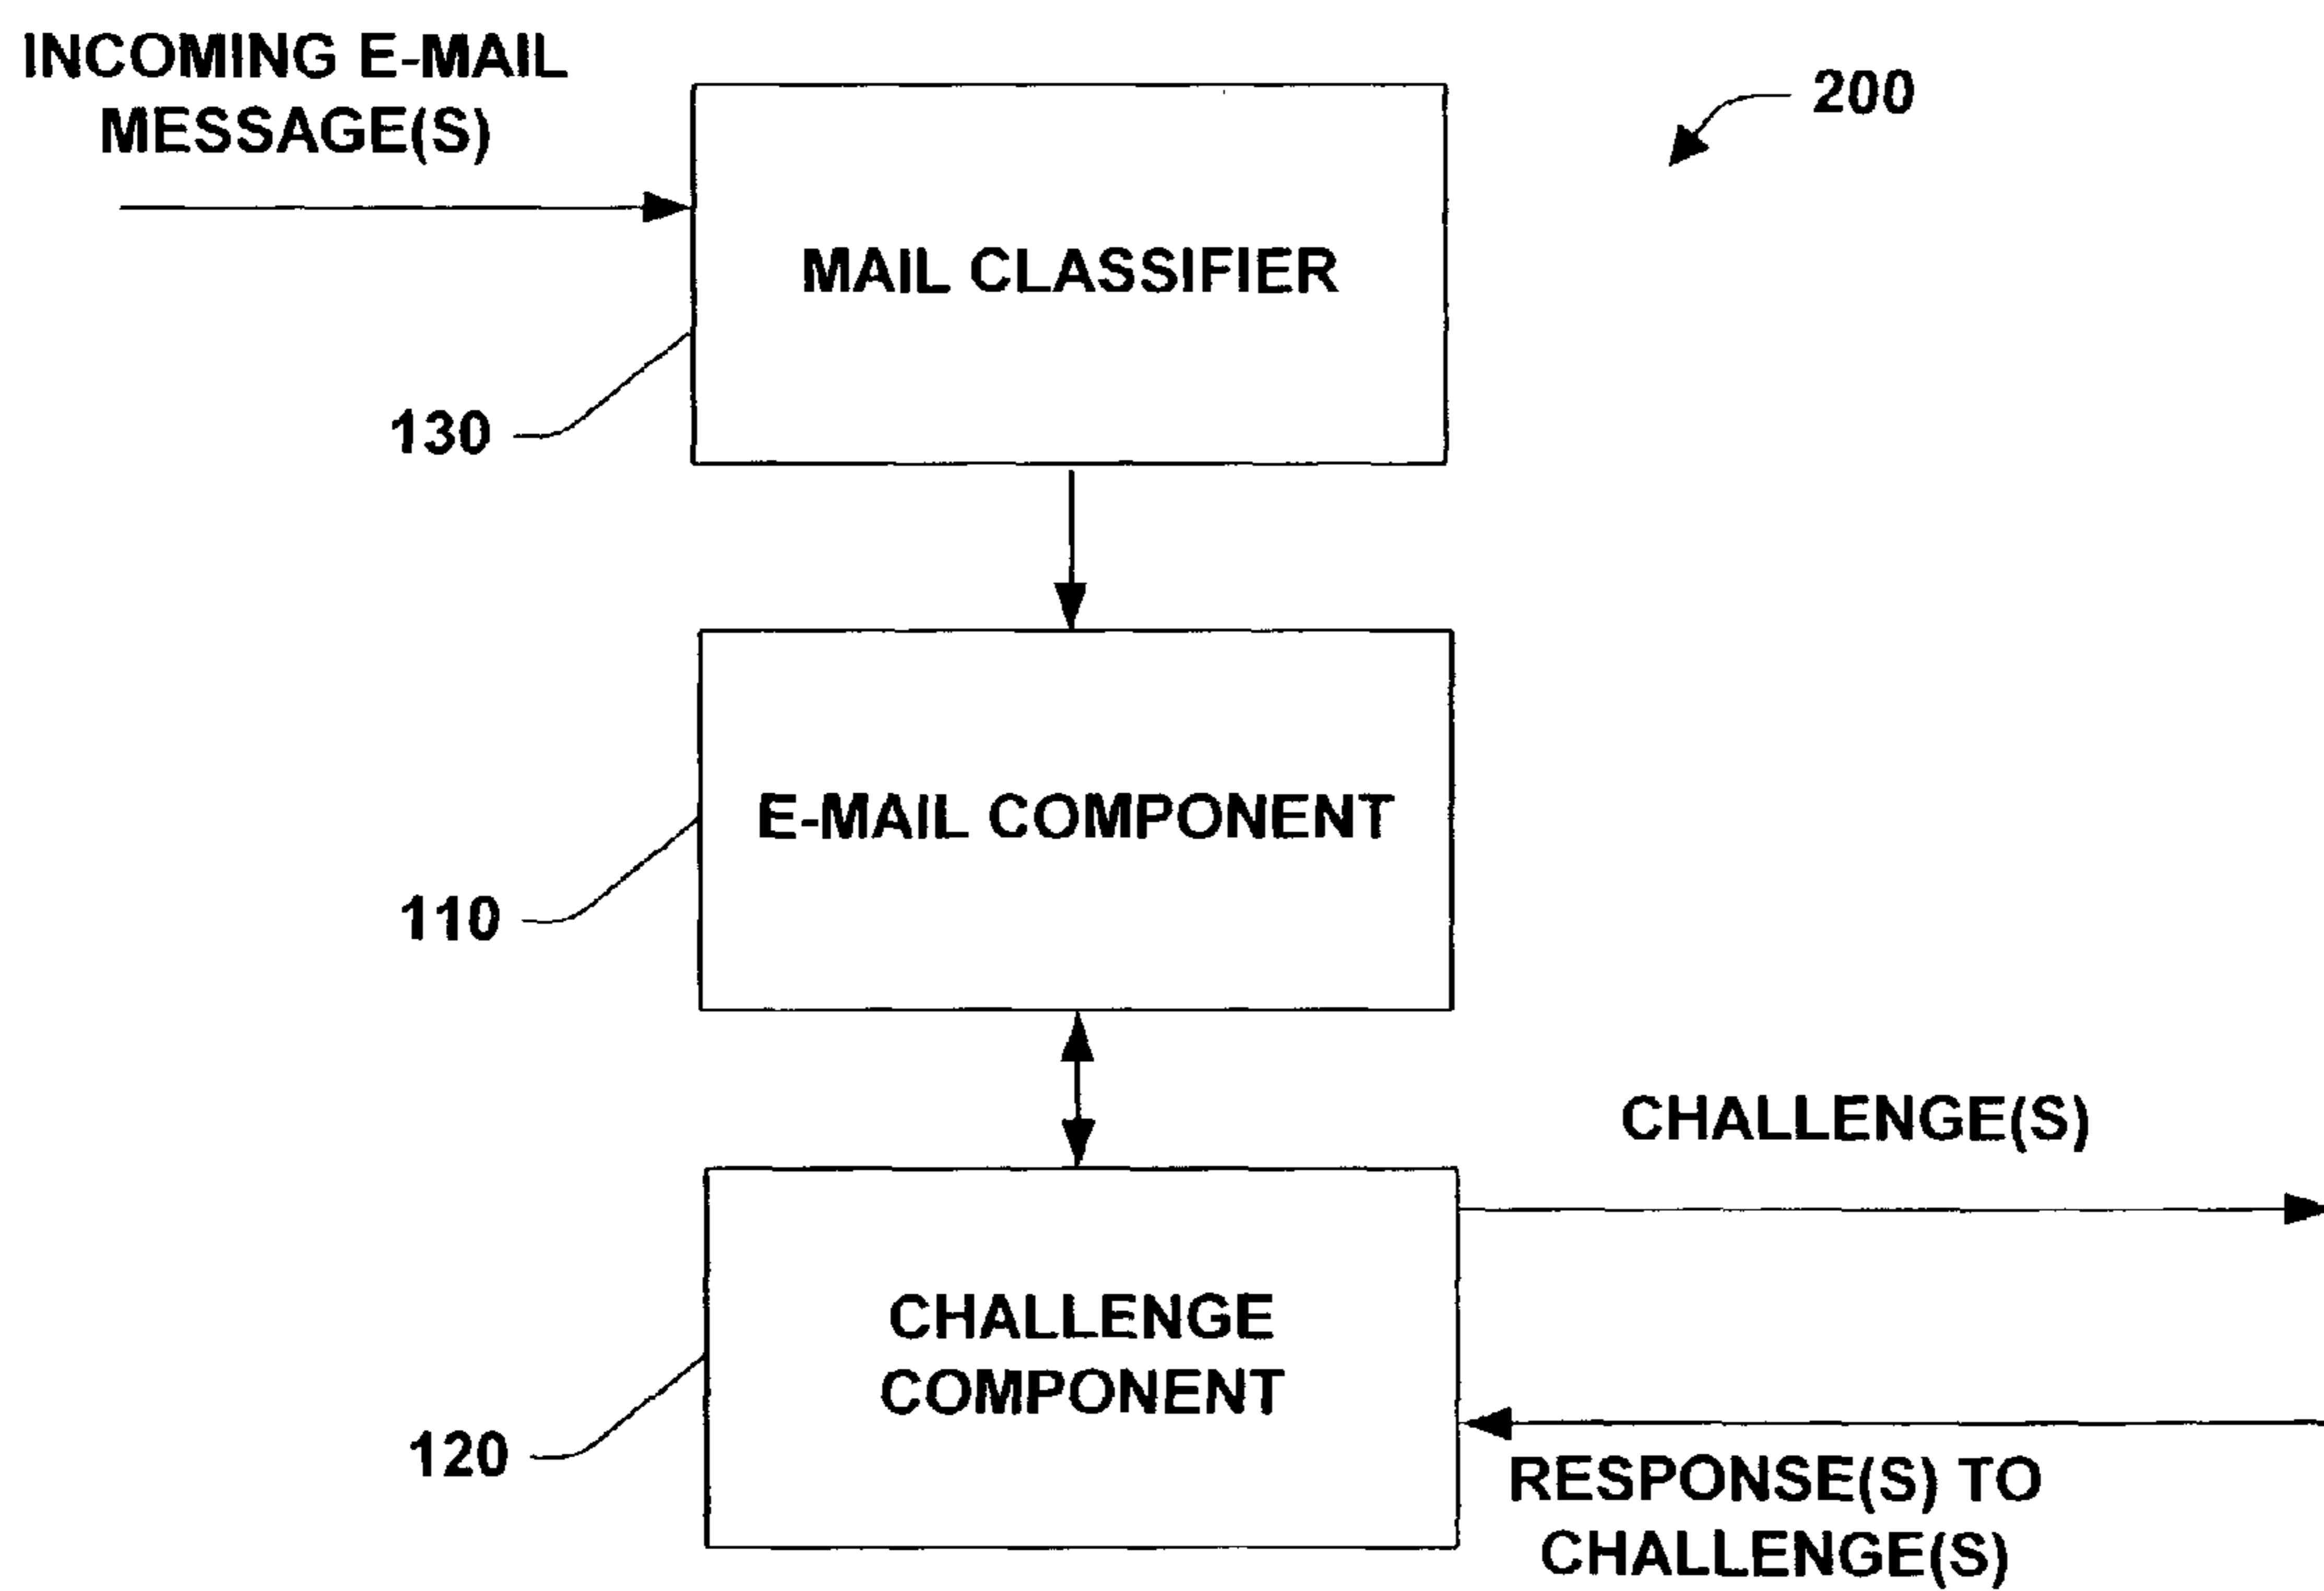 INCOMING E-MAIL
MESSAGE(S)
200
MAIL CLASSIFIER
130
E-MAIL COMPONENT
110
CHALLENGE(S)
CHALLENGE
COMPONENT
120
RESPONSE(S) TO
CHALLENGE(S)